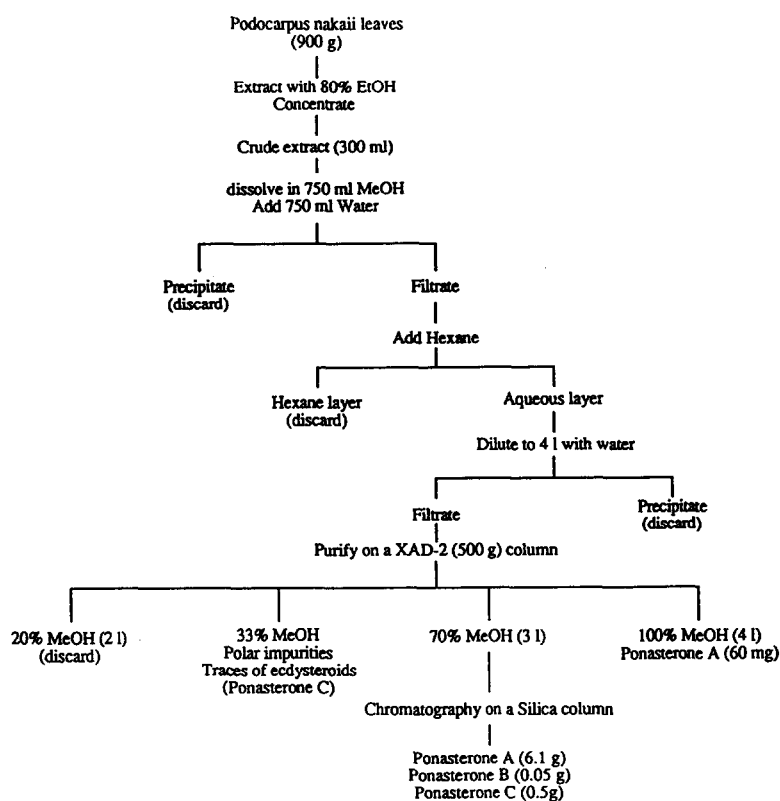 Podocarpus nakaii leaves
(900 g)
Extract with 80% EtOH
Concentrate
Crude extract (300 ml)
dissolve in 750 ml MeOH
Add 750 ml Water
Precipitate
(discard)
Filtrate
Add Hexane
Hexane layer
(discard)
Aqueous layer
Dilute to 4 l with water
Filtrate
Precipitate
(discard)
Purify on a XAD-2 (500 g) column
20% MeOH (2 l)
(discard)
33% MeOH
Polar impurities
Traces of ecdysteroids
(Ponasterone C)
70% MeOH (3 l)
100% MeOH (4 l)
Ponasterone A (60 mg)
Chromatography on a Silica column
Ponasterone A (6.1 g)
Ponasterone B (0.05 g)
Ponasterone C (0.5g)